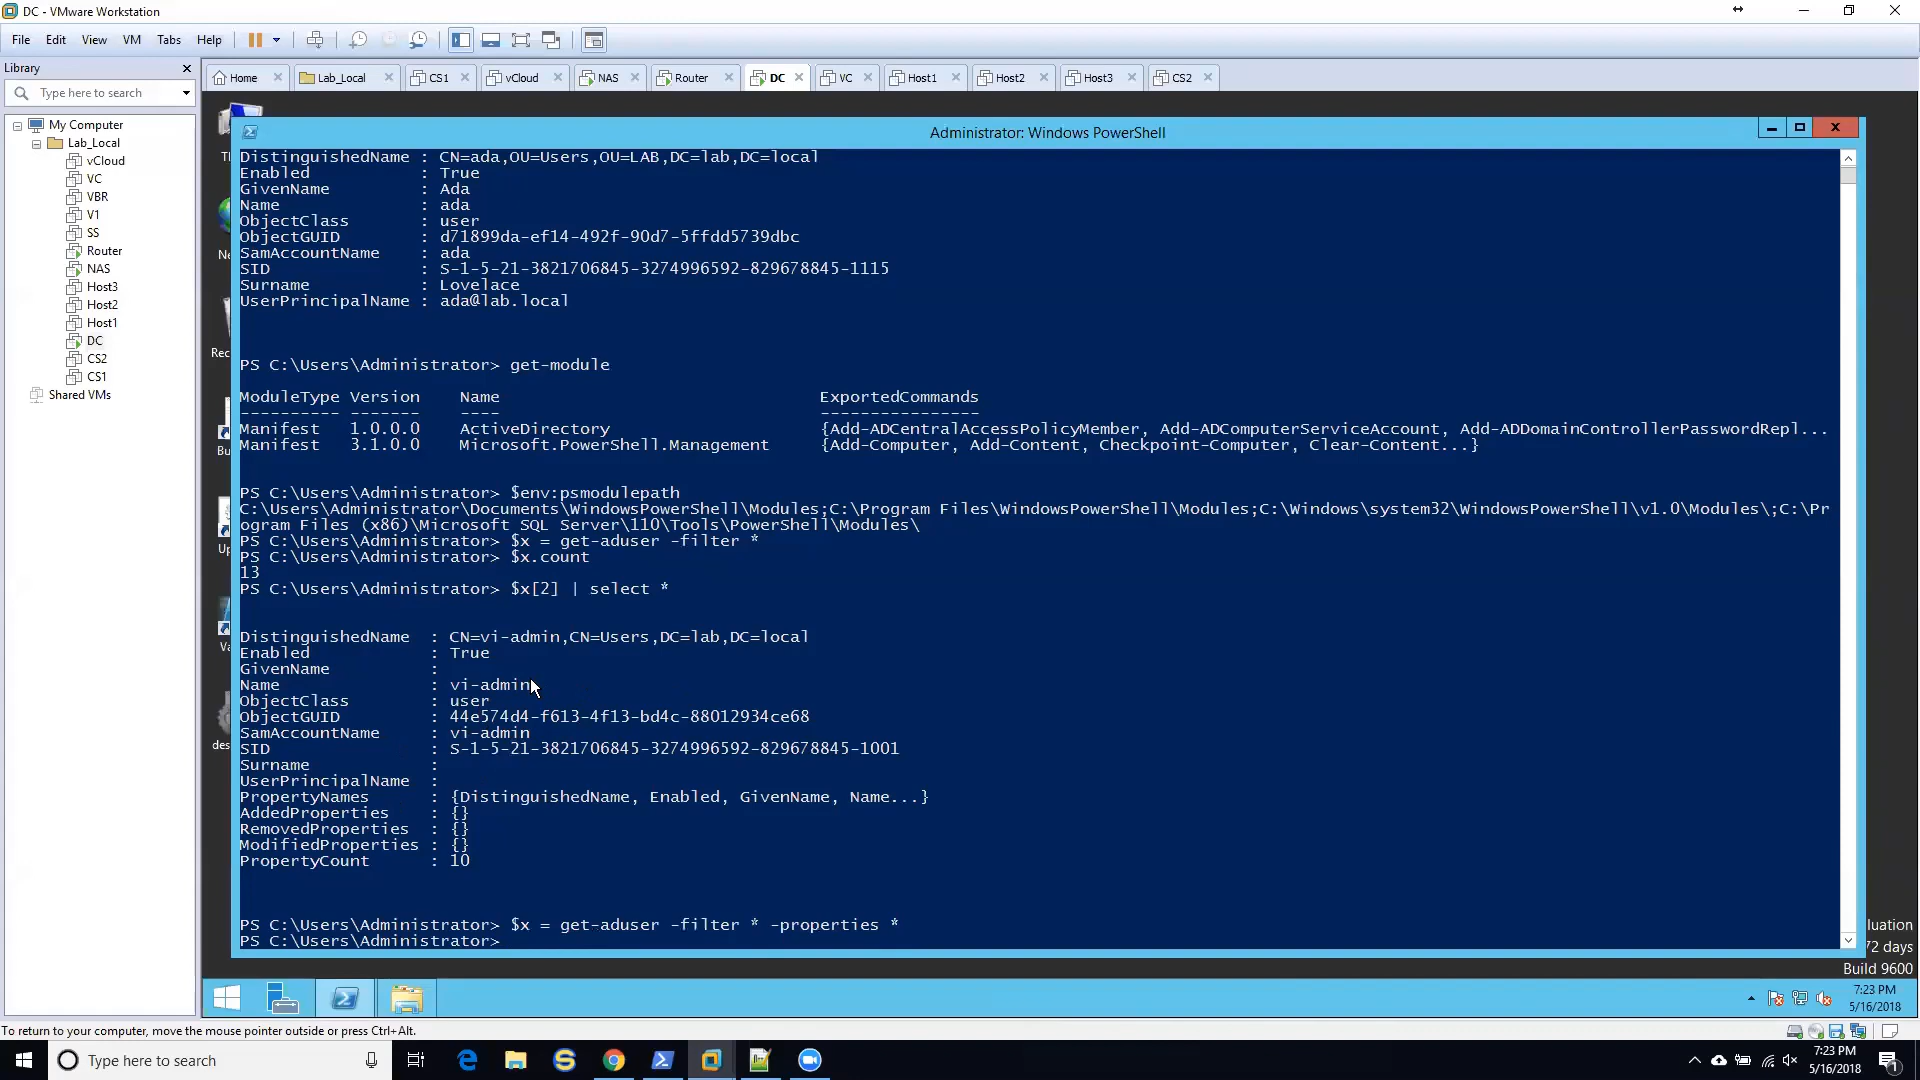 DC - VMware Workstation
File Edit View VM Tabs Help
Library
Type here to search
My Computer
Lab_Local
vCloud
VC
VBR
V1
SS
Router
NAS
Host3
Host2
Host1
DC
CS2
CS1
Shared VMs
Home Lab_Local CS1 vCloud NAS Router DC VC Host1 Host2 Host3 CS2
Administrator: Windows PowerShell
DistinguishedName : CN=ada,OU=Users,OU=LAB,DC=lab,DC=local
Enabled : True
GivenName : Ada
Name : ada
ObjectClass : user
ObjectGUID : d71899da-ef14-492f-90d7-5ffdd5739dbc
SamAccountName : ada
SID : S-1-5-21-3821706845-3274996592-829678845-1115
Surname : Lovelace
UserPrincipalName : ada@lab.local
PS C:\Users\Administrator> get-module
ModuleType Version Name ExportedCommands
---------- ------- ---- ----------------
Manifest 1.0.0.0 ActiveDirectory {Add-ADCentralAccessPolicyMember, Add-ADComputerServiceAccount, Add-ADDomainControllerPasswordRepl...
Manifest 3.1.0.0 Microsoft.PowerShell.Management {Add-Computer, Add-Content, Checkpoint-Computer, Clear-Content...}
PS C:\Users\Administrator> $env:psmodulepath
C:\Users\Administrator\Documents\WindowsPowerShell\Modules;C:\Program Files\WindowsPowerShell\Modules;C:\Windows\system32\WindowsPowerShell\v1.0\Modules\;C:\Pr
ogram Files (x86)\Microsoft SQL Server\110\Tools\PowerShell\Modules\
PS C:\Users\Administrator> $x = get-aduser -filter *
PS C:\Users\Administrator> $x.count
13
PS C:\Users\Administrator> $x[2] | select *
DistinguishedName : CN=vi-admin,CN=Users,DC=lab,DC=local
Enabled : True
GivenName :
Name : vi-admin
ObjectClass : user
ObjectGUID : 44e574d4-f613-4f13-bd4c-88012934ce68
SamAccountName : vi-admin
SID : S-1-5-21-3821706845-3274996592-829678845-1001
Surname :
UserPrincipalName :
PropertyNames : {DistinguishedName, Enabled, GivenName, Name...}
AddedProperties : {}
RemovedProperties : {}
ModifiedProperties : {}
PropertyCount : 10
PS C:\Users\Administrator> $x = get-aduser -filter * -properties *
PS C:\Users\Administrator>
Tl
Ne
Rec
Bu
Up
Va
des
luation
72 days
Build 9600
7:23 PM
5/16/2018
To return to your computer, move the mouse pointer outside or press Ctrl+Alt.
Type here to search
7:23 PM
5/16/2018
1